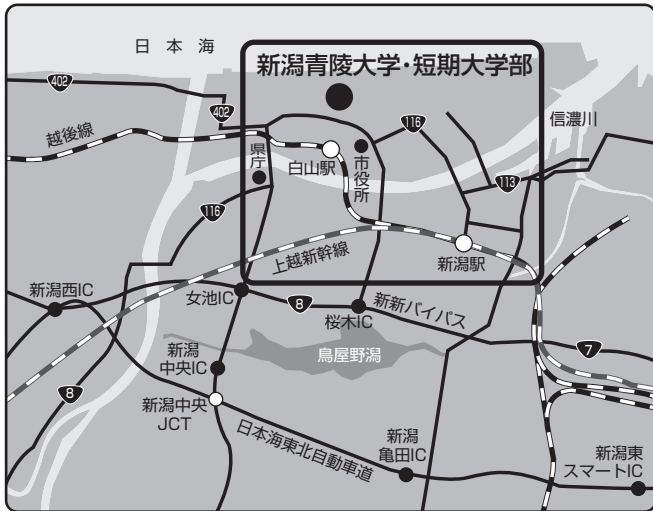 日本海
新潟青陵大学・短期大学部
402
402
116
信濃川
越後線
県庁
白山駅
市役所
113
116
上越新幹線
新潟駅
新潟西IC
女池IC
8
桜木IC
新新バイパス
7
鳥屋野潟
新潟
中央IC
8
新潟中央
JCT
日本海東北自動車道
新潟
亀田IC
新潟東
スマートIC